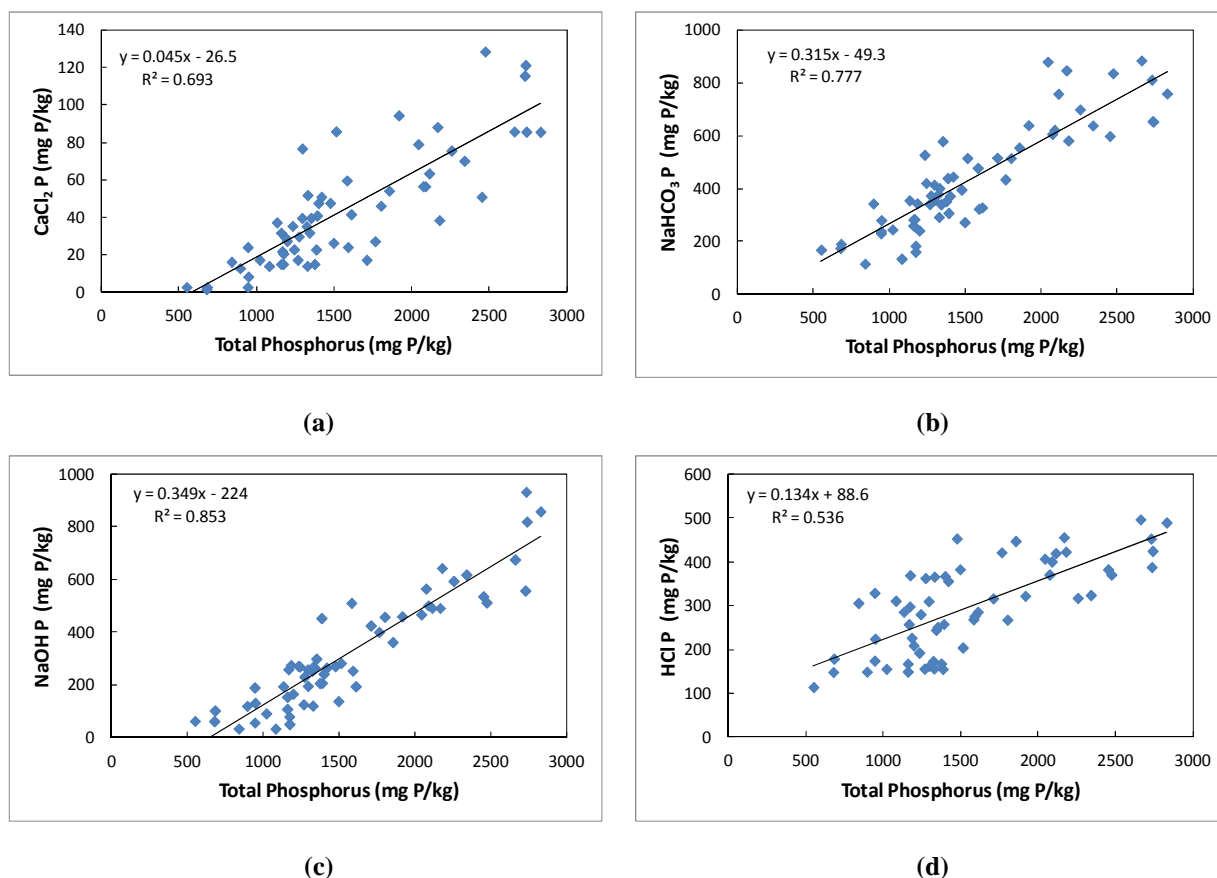 y = 0.045x - 26.5
R² = 0.693
CaCl₂ P (mg P/kg)
140
120
100
80
60
40
20
0
0 500 1000 1500 2000 2500 3000
Total Phosphorus (mg P/kg)
(a)
y = 0.315x - 49.3
R² = 0.777
NaHCO₃ P (mg P/kg)
1000
800
600
400
200
0
0 500 1000 1500 2000 2500 3000
Total Phosphorus (mg P/kg)
(b)
y = 0.349x - 224
R² = 0.853
NaOH P (mg P/kg)
1000
800
600
400
200
0
0 500 1000 1500 2000 2500 3000
Total Phosphorus (mg P/kg)
(c)
y = 0.134x + 88.6
R² = 0.536
HCl P (mg P/kg)
600
500
400
300
200
100
0
0 500 1000 1500 2000 2500 3000
Total Phosphorus (mg P/kg)
(d)